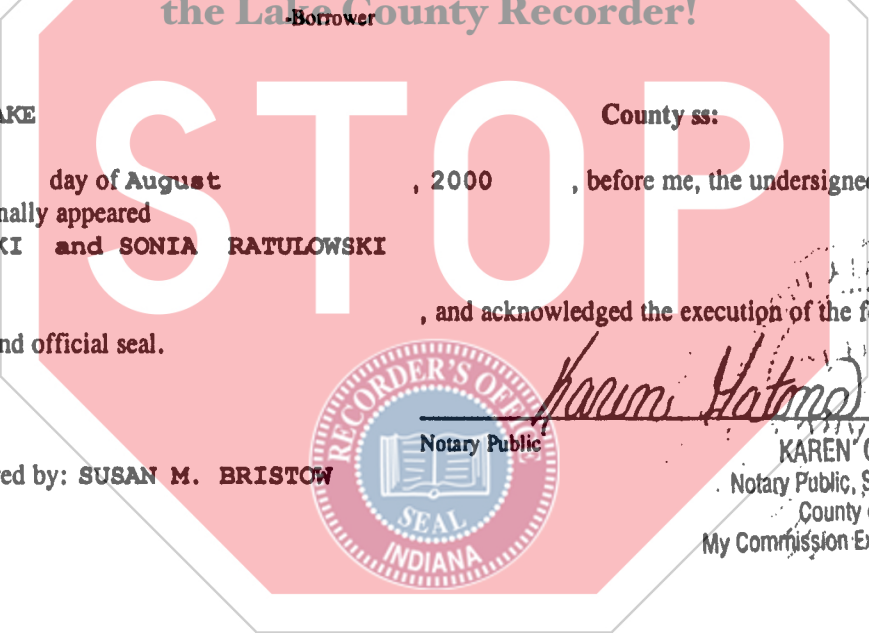 the Lake County Recorder!
-Borrower
STOP
AKE County ss:
day of August , 2000 , before me, the undersigned
nally appeared
KI and SONIA RATULOWSKI
, and acknowledged the execution of the f
nd official seal.
RECORDER'S OFFICE
SEAL
INDIANA
Notary Public
KAREN
red by: SUSAN M. BRISTOW
Notary Public, S
County
My Commission Ex